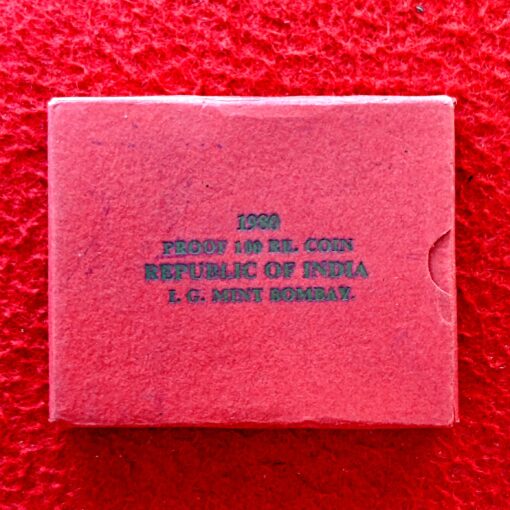 1980
PROOF 100 RE. COIN
REPUBLIC OF INDIA
I. G. MINT BOMBAY.